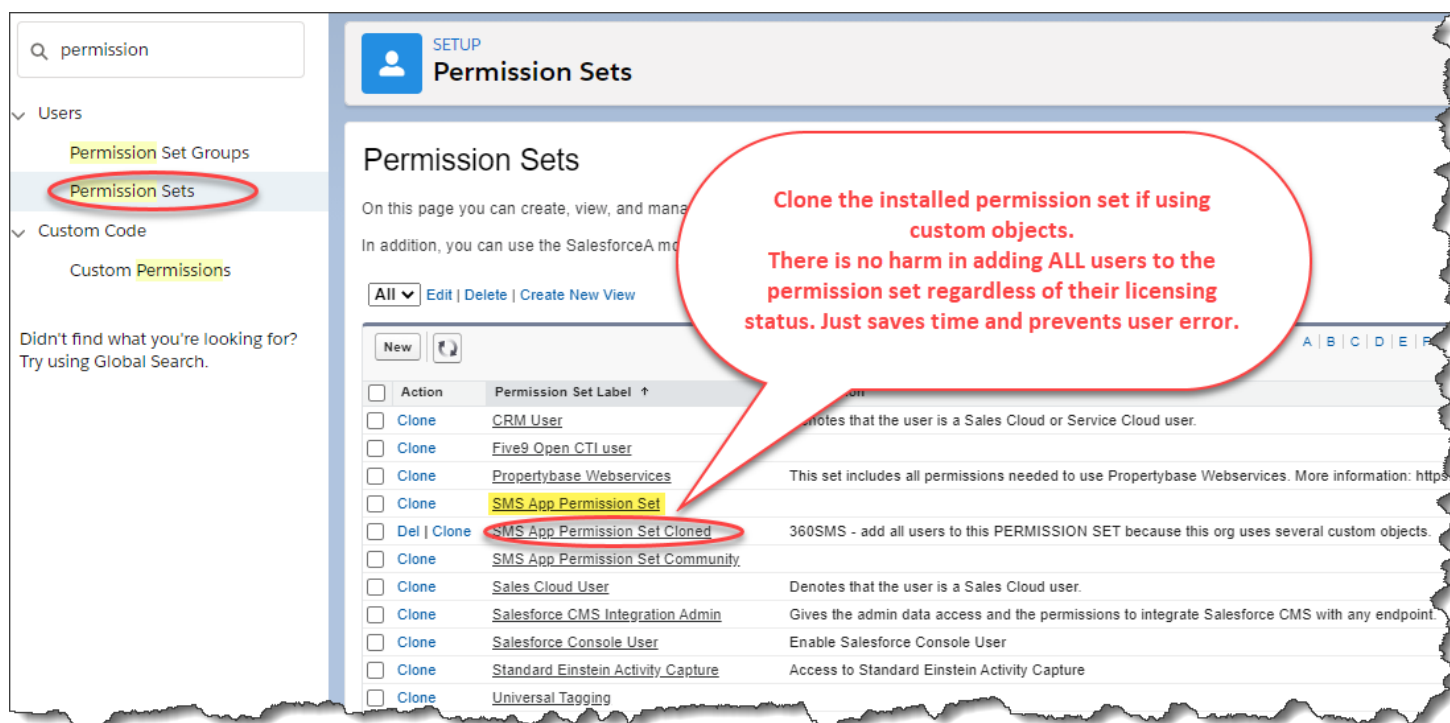 permission
Users
Permission Set Groups
Permission Sets
Custom Code
Custom Permissions
Didn't find what you're looking for?
Try using Global Search.
SETUP
Permission Sets
Permission Sets
On this page you can create, view, and
In addition, you can use the SalesforceA
Clone the installed permission set if using
custom objects.
There is no harm in adding ALL users to the
permission set regardless of their licensing
status. Just saves time and prevents user error.
All Edit | Delete | Create New View
New A | B | C | D | E |
Action Permission Set Label ↑
Clone CRM User Denotes that the user is a Sales Cloud or Service Cloud user.
Clone Five9 Open CTI user
Clone Propertybase Webservices This set includes all permissions needed to use Propertybase Webservices. More information: https
Clone SMS App Permission Set
Del | Clone SMS App Permission Set Cloned 360SMS - add all users to this PERMISSION SET because this org uses several custom objects.
Clone SMS App Permission Set Community
Clone Sales Cloud User Denotes that the user is a Sales Cloud user.
Clone Salesforce CMS Integration Admin Gives the admin data access and the permissions to integrate Salesforce CMS with any endpoint.
Clone Salesforce Console User Enable Salesforce Console User
Clone Standard Einstein Activity Capture Access to Standard Einstein Activity Capture
Clone Universal Tagging